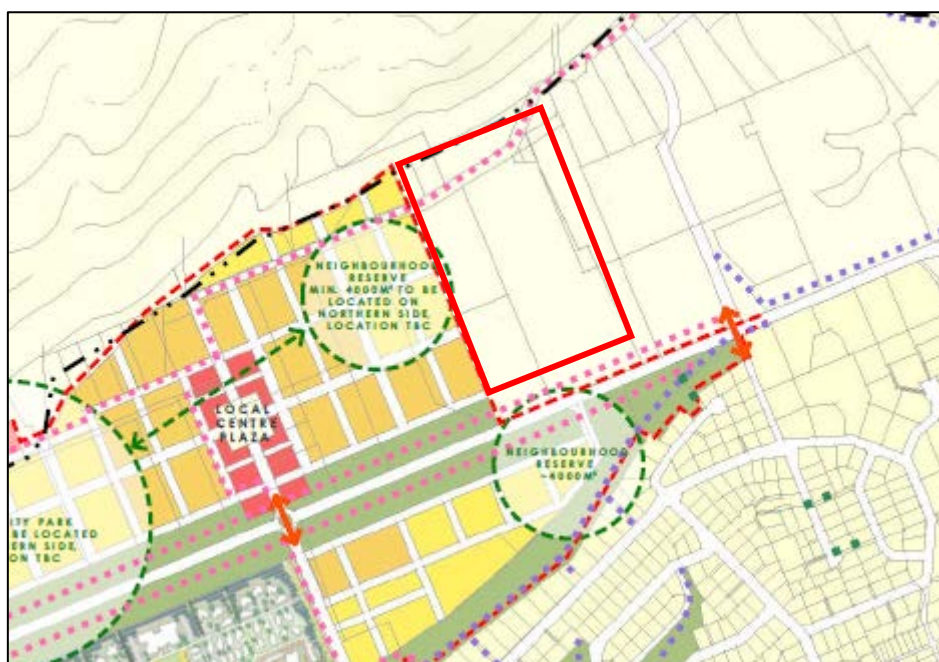 NEIGHBOURHOOD
RESERVE
MIN. 4000M² TO BE
LOCATED ON
NORTHERN SIDE,
LOCATION TBC
LOCAL
CENTRE
PLAZA
NEIGHBOURHOOD
RESERVE
~4000M²
ITY PARK
BE LOCATED
ERN SIDE,
ON TBC